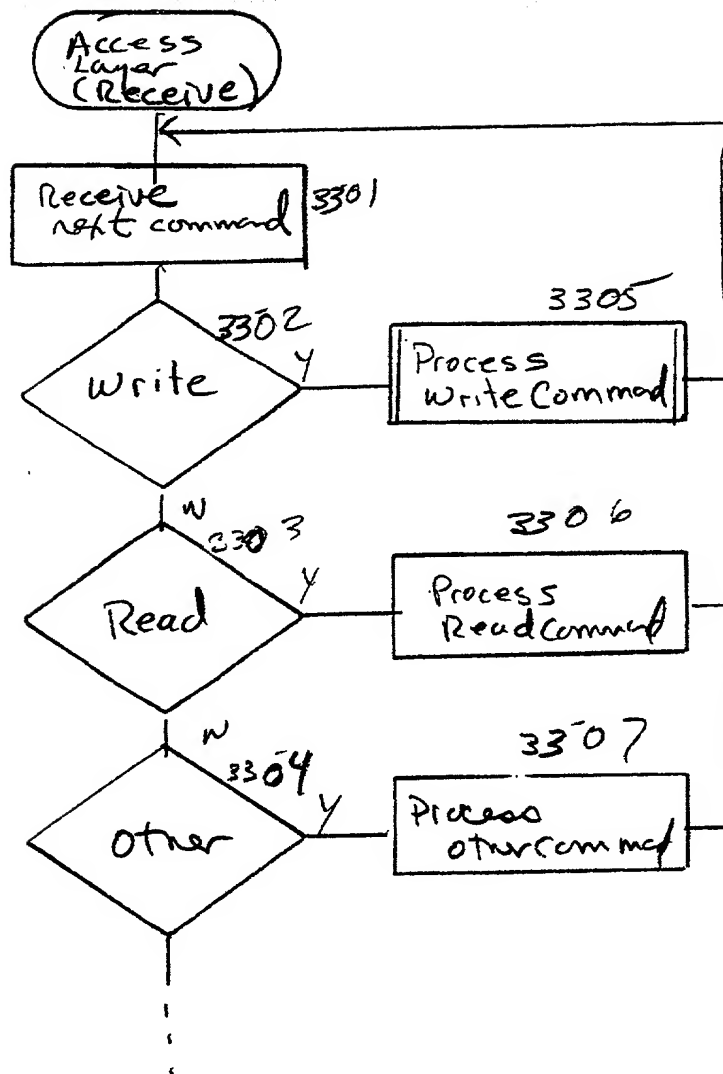 Access
Layer
(Receive)
Receive
next command
3301
3302
Write
Y
3305
Process
Write Command
N
3303
Read
Y
3306
Process
Read Command
N
3304
Other
Y
3307
Process
other Command